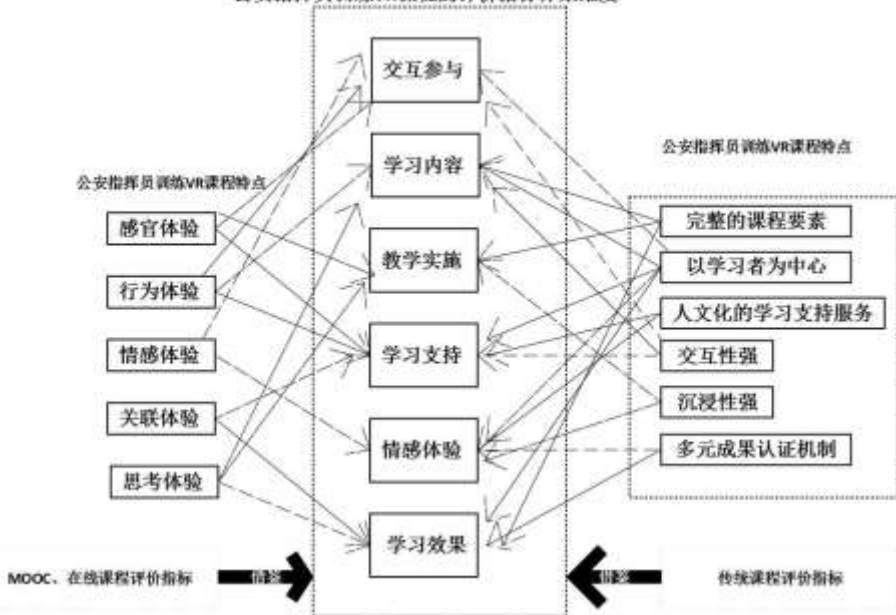 交互参与
学习内容
教学实施
学习支持
情感体验
学习效果
公安指挥员训练VR课程特点
感官体验
行为体验
情感体验
关联体验
思考体验
公安指挥员训练VR课程特点
完整的课程要素
以学习者为中心
人文化的学习支持服务
交互性强
沉浸性强
多元成果认证机制
MOOC、在线课程评价指标
借鉴
借鉴
传统课程评价指标